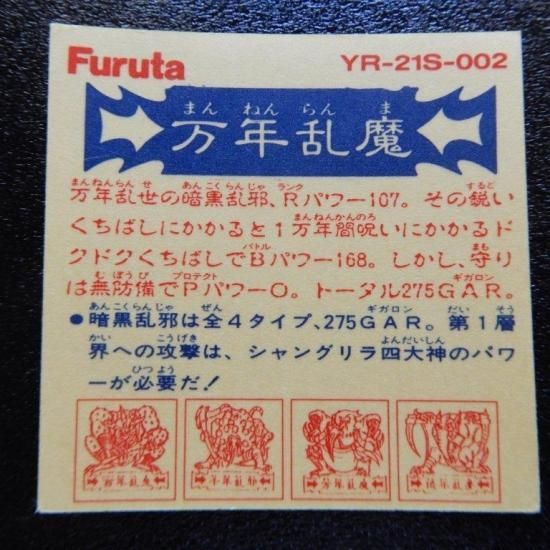 Furuta YR-21S-002
まん ねん らん ま
万年乱魔
まんねんらん せ あんこくらんじゃ ランク するど
万年乱世の暗黒乱邪、Rパワー107。その鋭い
まんねんかんのろ
くちばしにかかると1万年間呪いにかかるド
バトル まも
クドクくちばしでBパワー168。しかし、守り
む ぼうび プロテクト ギガロン
は無防備でPパワー0。トータル275GAR。
あんこくらんじゃ ぜん ギガロン だい そう
●暗黒乱邪は全4タイプ、275GAR。第1層
かい こうげき よんだいしん
界への攻撃は、シャングリラ四大神のパワ
ひつ よう
ーが必要だ!